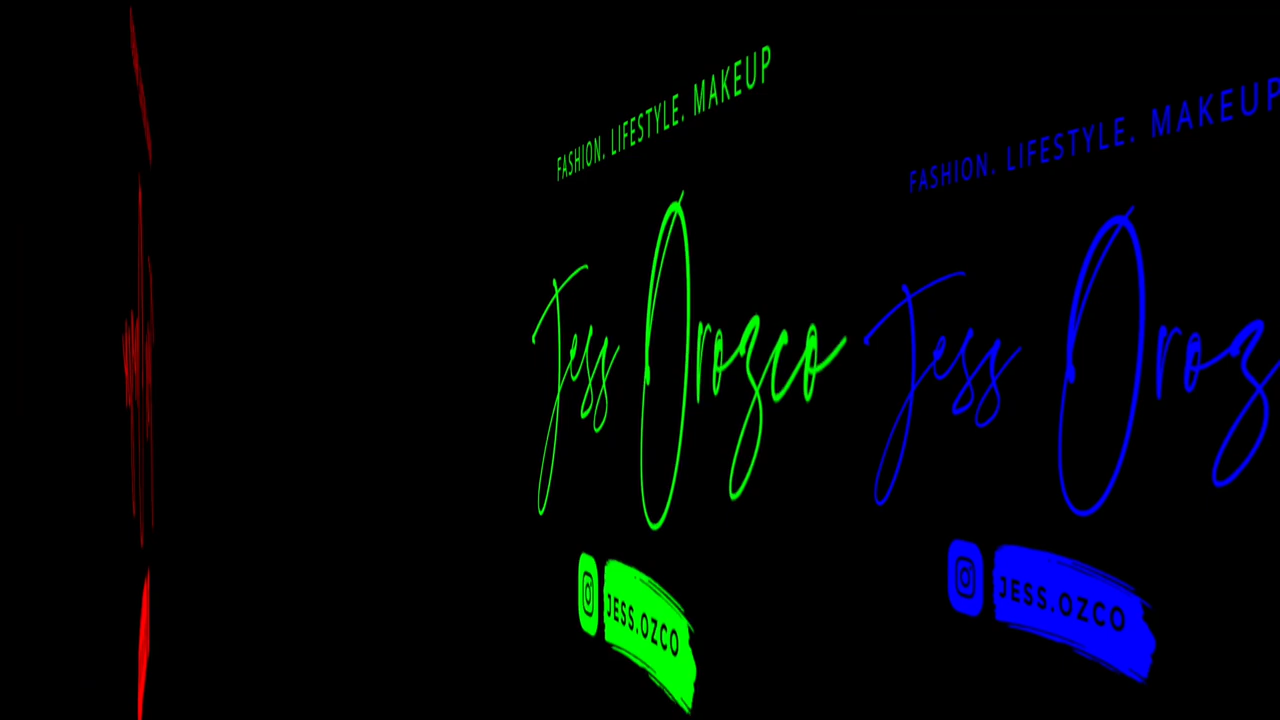 FASHION. LIFESTYLE. MAKEUP
Jess Orozco
JESS.OZCO
FASHION. LIFESTYLE. MAKEUP
Jess Oroz
JESS.OZCO